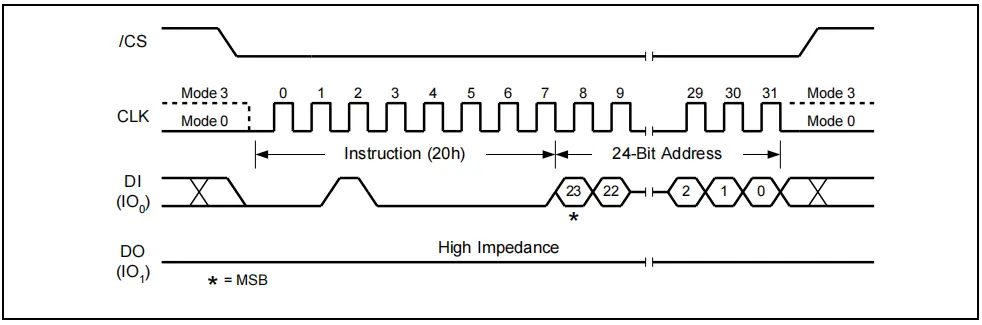 /CS
Mode 3 0 1 2 3 4 5 6 7 8 9 29 30 31 Mode 3
CLK
Mode 0 Mode 0
Instruction (20h) 24-Bit Address
DI
(IO0)
23 22 2 1 0
*
High Impedance
DO
(IO1)
* = MSB